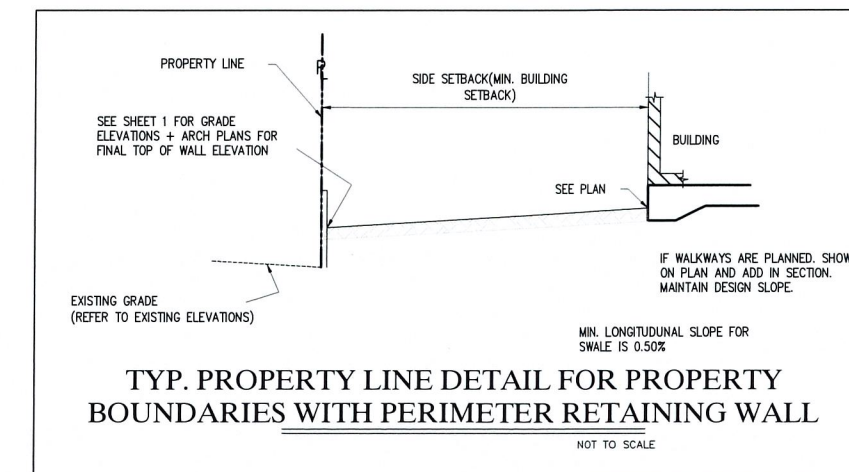 PROPERTY LINE
SIDE SETBACK(MIN. BUILDING
SETBACK)
SEE SHEET 1 FOR GRADE
ELEVATIONS + ARCH PLANS FOR
FINAL TOP OF WALL ELEVATION
BUILDING
SEE PLAN
IF WALKWAYS ARE PLANNED. SHOW
ON PLAN AND ADD IN SECTION.
MAINTAIN DESIGN SLOPE.
EXISTING GRADE
(REFER TO EXISTING ELEVATIONS)
MIN. LONGITUDUNAL SLOPE FOR
SWALE IS 0.50%
TYP. PROPERTY LINE DETAIL FOR PROPERTY
BOUNDARIES WITH PERIMETER RETAINING WALL
NOT TO SCALE